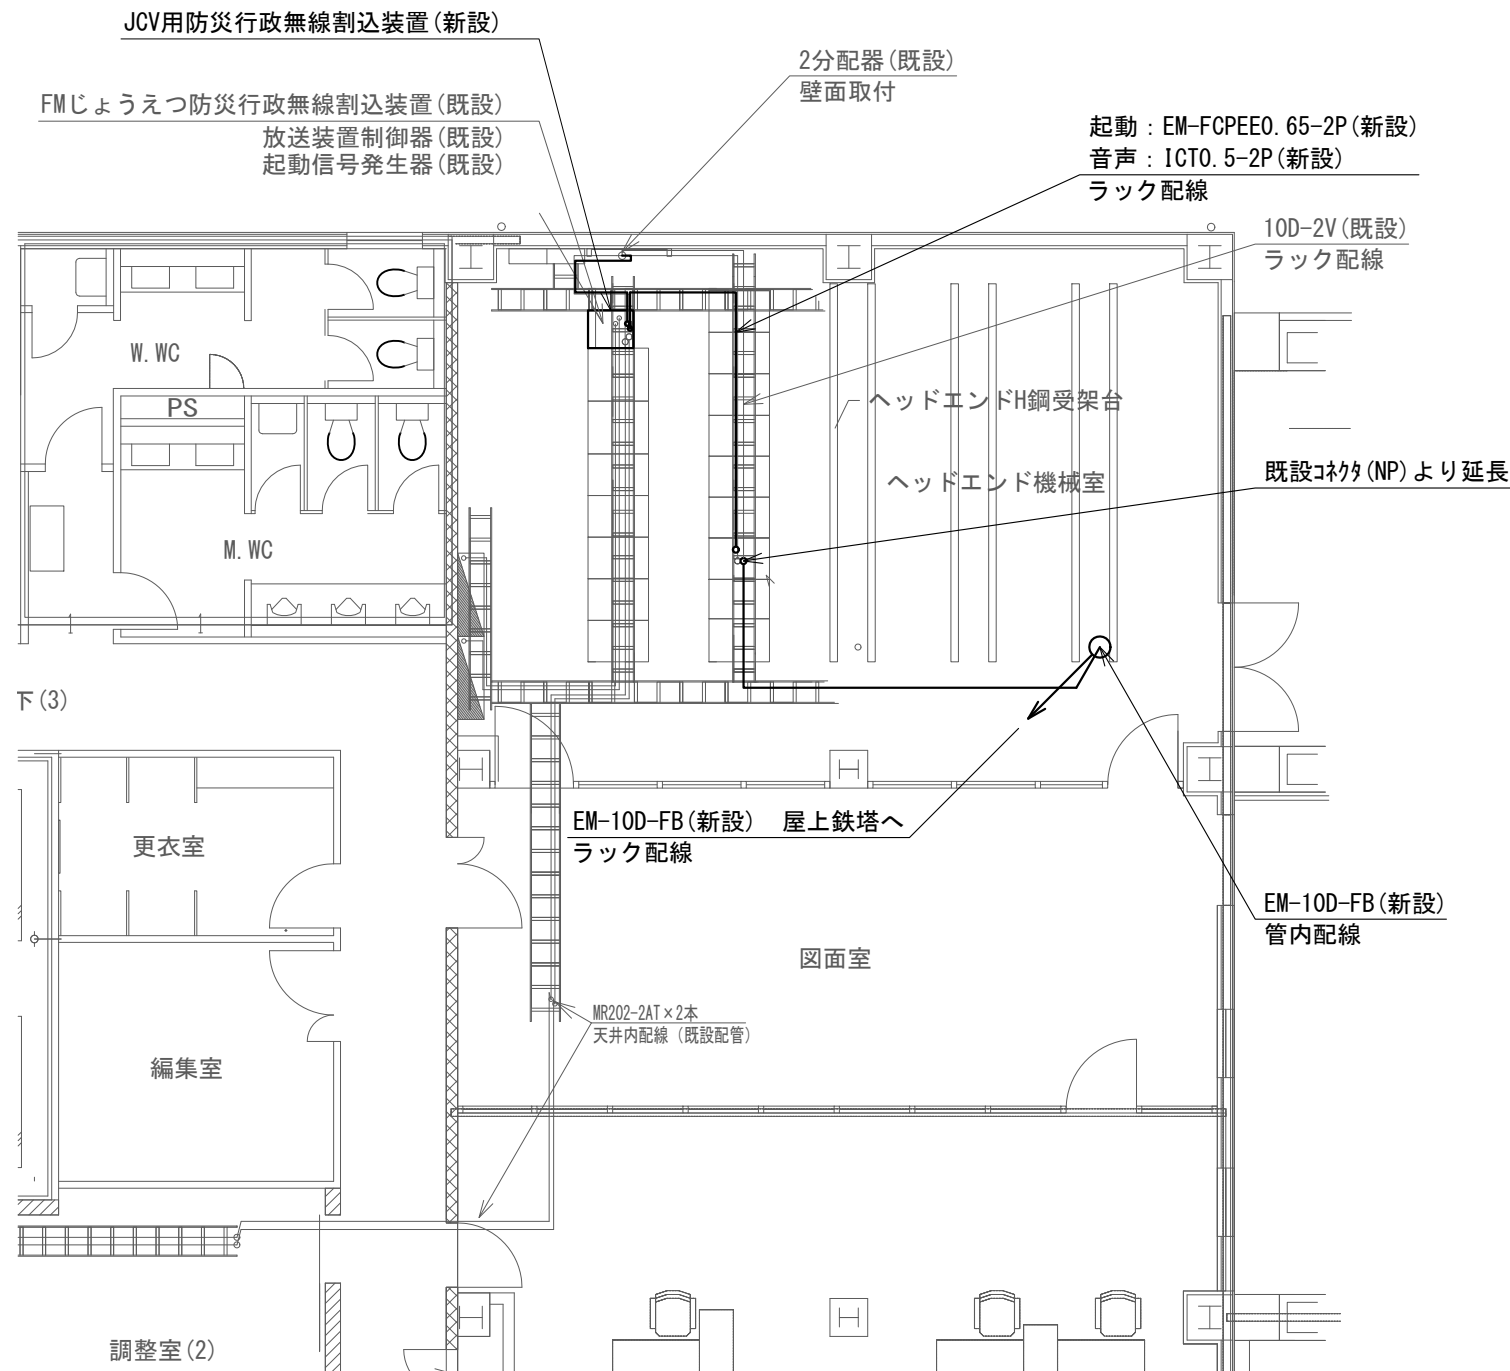 JCV用防災行政無線割込装置(新設)
2分配器(既設)
壁面取付
FMじょうえつ防災行政無線割込装置(既設)
放送装置制御器(既設)
起動信号発生器(既設)
起動：EM-FCPEE0.65-2P(新設)
音声：ICT0.5-2P(新設)
ラック配線
10D-2V(既設)
ラック配線
W.WC
PS
ヘッドエンドH鋼受架台
ヘッドエンド機械室
既設ｺﾈｸﾀ(NP)より延長
M.WC
下(3)
EM-10D-FB(新設)　屋上鉄塔へ
ラック配線
更衣室
EM-10D-FB(新設)
管内配線
図面室
MR202-2AT×2本
天井内配線（既設配管）
編集室
調整室(2)